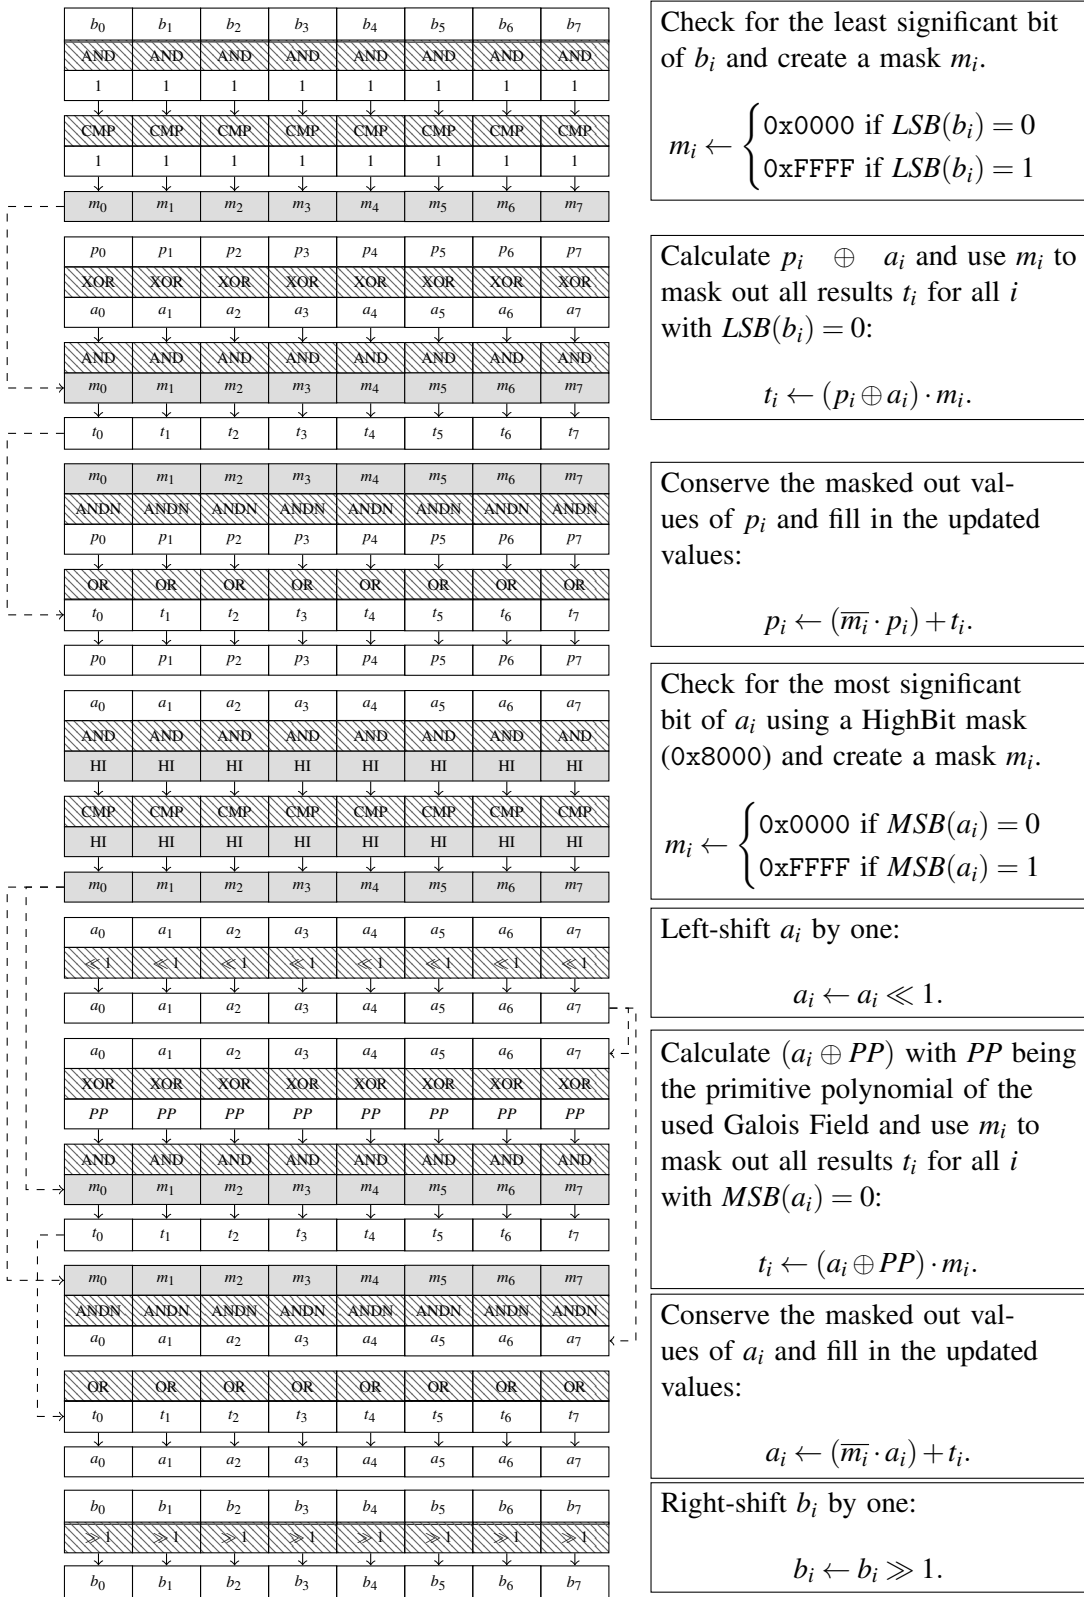 b0 b1 b2 b3 b4 b5 b6 b7
AND AND AND AND AND AND AND AND
1 1 1 1 1 1 1 1
CMP CMP CMP CMP CMP CMP CMP CMP
1 1 1 1 1 1 1 1
m0 m1 m2 m3 m4 m5 m6 m7
Check for the least significant bit
of bi and create a mask mi.
mi ← { 0x0000 if LSB(bi) = 0
0xFFFF if LSB(bi) = 1
p0 p1 p2 p3 p4 p5 p6 p7
XOR XOR XOR XOR XOR XOR XOR XOR
a0 a1 a2 a3 a4 a5 a6 a7
AND AND AND AND AND AND AND AND
m0 m1 m2 m3 m4 m5 m6 m7
t0 t1 t2 t3 t4 t5 t6 t7
Calculate pi ⊕ ai and use mi to
mask out all results ti for all i
with LSB(bi) = 0:
ti ← (pi ⊕ ai) · mi.
m0 m1 m2 m3 m4 m5 m6 m7
ANDN ANDN ANDN ANDN ANDN ANDN ANDN ANDN
p0 p1 p2 p3 p4 p5 p6 p7
OR OR OR OR OR OR OR OR
t0 t1 t2 t3 t4 t5 t6 t7
p0 p1 p2 p3 p4 p5 p6 p7
Conserve the masked out val-
ues of pi and fill in the updated
values:
pi ← (m̅i · pi) + ti.
a0 a1 a2 a3 a4 a5 a6 a7
AND AND AND AND AND AND AND AND
HI HI HI HI HI HI HI HI
CMP CMP CMP CMP CMP CMP CMP CMP
HI HI HI HI HI HI HI HI
m0 m1 m2 m3 m4 m5 m6 m7
Check for the most significant
bit of ai using a HighBit mask
(0x8000) and create a mask mi.
mi ← { 0x0000 if MSB(ai) = 0
0xFFFF if MSB(ai) = 1
a0 a1 a2 a3 a4 a5 a6 a7
≪1 ≪1 ≪1 ≪1 ≪1 ≪1 ≪1 ≪1
a0 a1 a2 a3 a4 a5 a6 a7
Left-shift ai by one:
ai ← ai ≪ 1.
a0 a1 a2 a3 a4 a5 a6 a7
XOR XOR XOR XOR XOR XOR XOR XOR
PP PP PP PP PP PP PP PP
AND AND AND AND AND AND AND AND
m0 m1 m2 m3 m4 m5 m6 m7
t0 t1 t2 t3 t4 t5 t6 t7
Calculate (ai ⊕ PP) with PP being
the primitive polynomial of the
used Galois Field and use mi to
mask out all results ti for all i
with MSB(ai) = 0:
ti ← (ai ⊕ PP) · mi.
m0 m1 m2 m3 m4 m5 m6 m7
ANDN ANDN ANDN ANDN ANDN ANDN ANDN ANDN
a0 a1 a2 a3 a4 a5 a6 a7
OR OR OR OR OR OR OR OR
t0 t1 t2 t3 t4 t5 t6 t7
a0 a1 a2 a3 a4 a5 a6 a7
Conserve the masked out val-
ues of ai and fill in the updated
values:
ai ← (m̅i · ai) + ti.
b0 b1 b2 b3 b4 b5 b6 b7
≫1 ≫1 ≫1 ≫1 ≫1 ≫1 ≫1 ≫1
b0 b1 b2 b3 b4 b5 b6 b7
Right-shift bi by one:
bi ← bi ≫ 1.